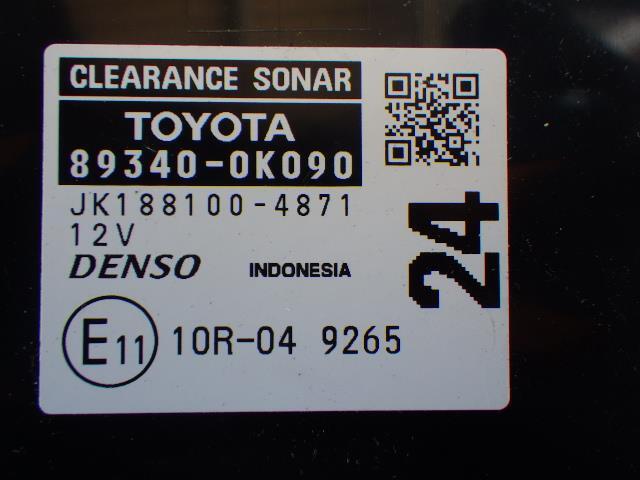 CLEARANCE SONAR
TOYOTA
89340-0K090
JK188100-4871
12V
DENSO INDONESIA
24
E11 10R-04 9265